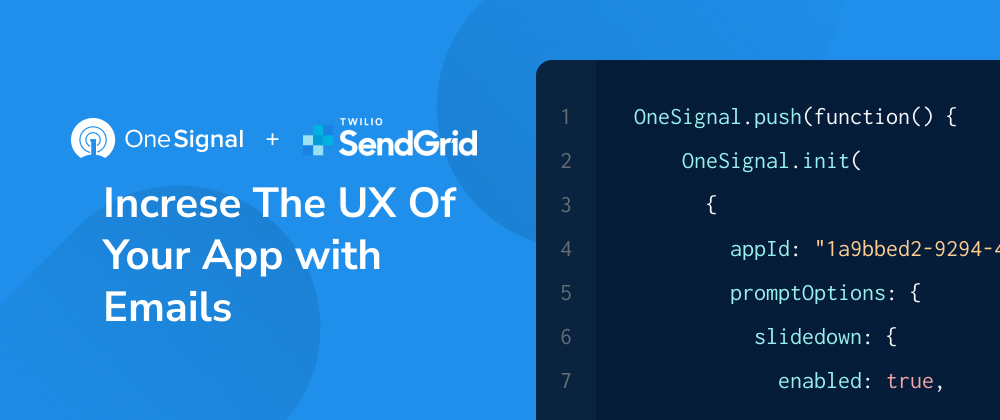 OneSignal + TWILIO SendGrid
Increse The UX Of
Your App with
Emails
1 OneSignal.push(function() {
2 OneSignal.init(
3 {
4 appId: "1a9bbed2-9294-4
5 promptOptions: {
6 slidedown: {
7 enabled: true,